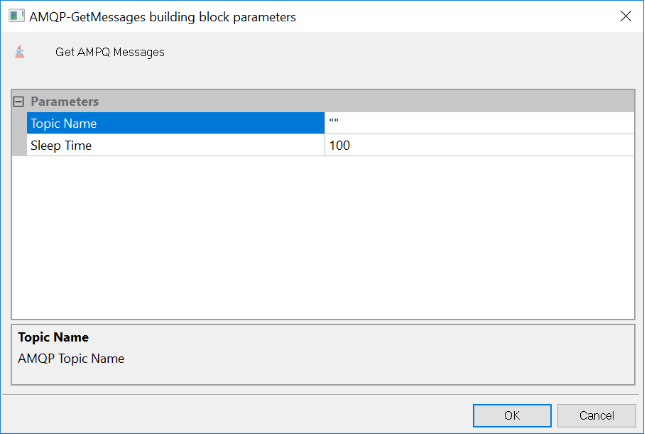 AMQP-GetMessages building block parameters
Get AMPQ Messages
Parameters
Topic Name ""
Sleep Time 100
Topic Name
AMQP Topic Name
OK Cancel